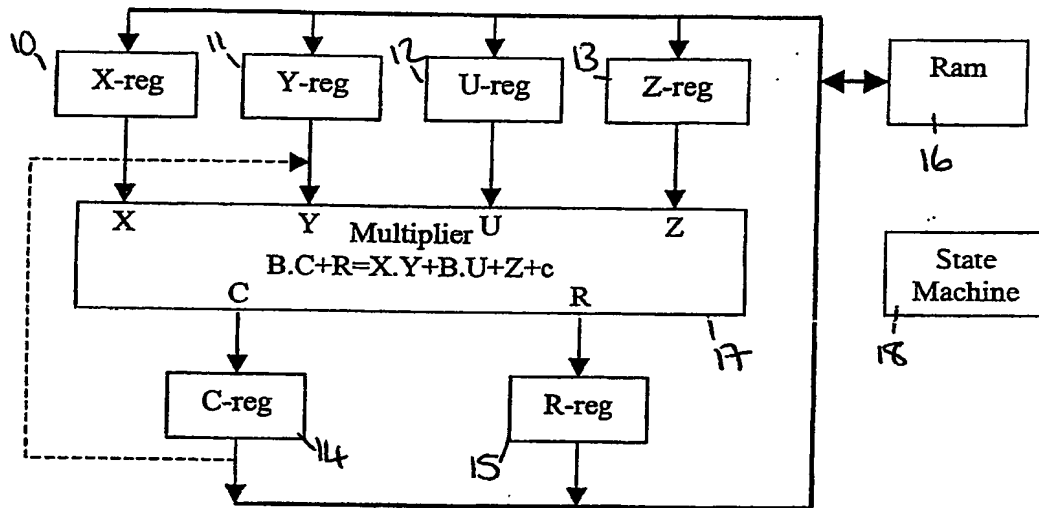 10 11 12 13
X-reg Y-reg U-reg Z-reg Ram
16
X Y U Z
Multiplier
B.C+R=X.Y+B.U+Z+c
C R
State
Machine
17 18
C-reg R-reg
14 15